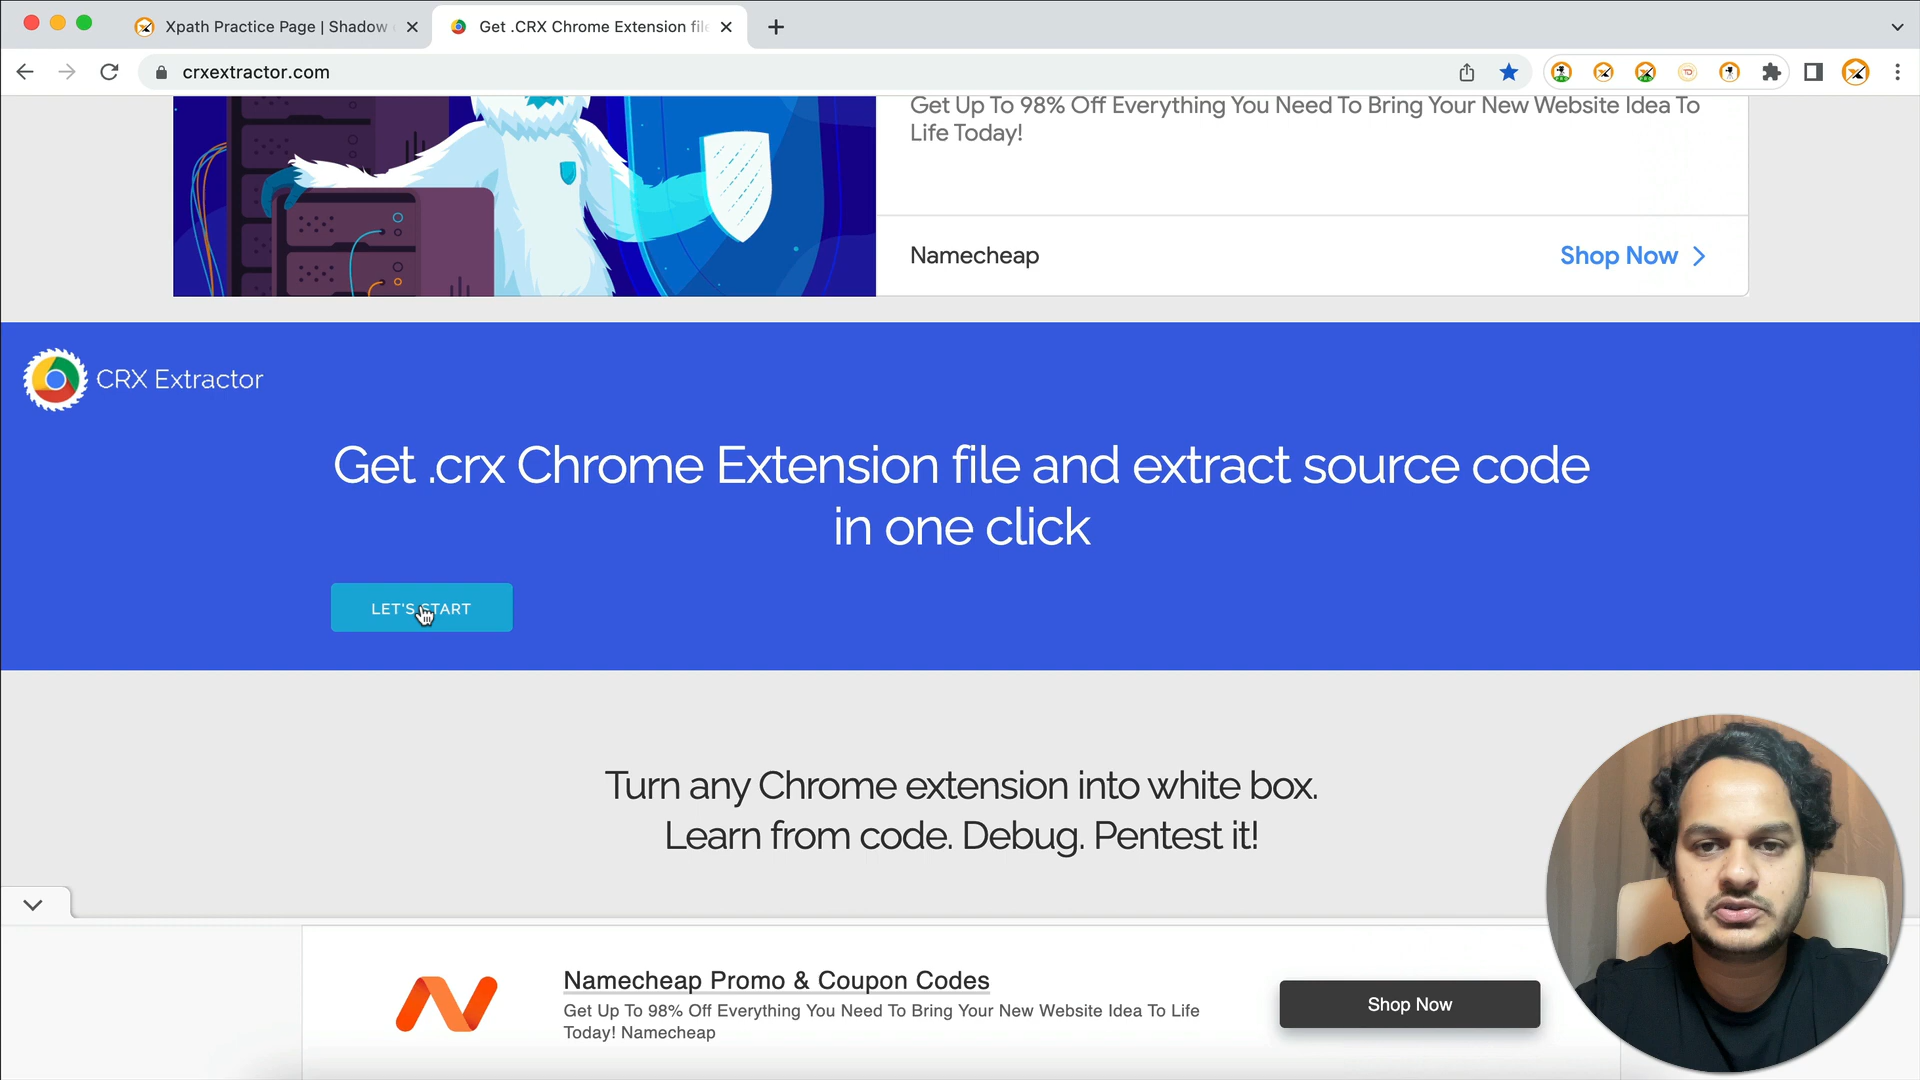 Xpath Practice Page | Shadow
Get .CRX Chrome Extension file
crxextractor.com
Get Up To 98% Off Everything You Need To Bring Your New Website Idea To
Life Today!
Namecheap
Shop Now
CRX Extractor
Get .crx Chrome Extension file and extract source code
in one click
LET'S START
Turn any Chrome extension into white box.
Learn from code. Debug. Pentest it!
Namecheap Promo & Coupon Codes
Get Up To 98% Off Everything You Need To Bring Your New Website Idea To Life
Today! Namecheap
Shop Now